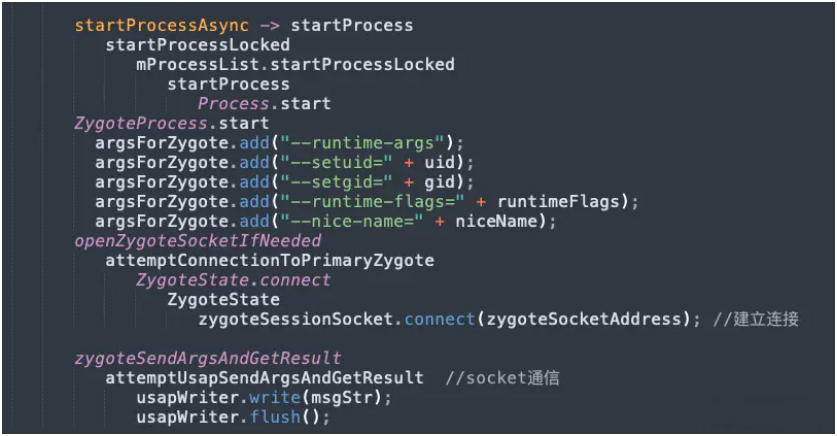 startProcessAsync -> startProcess
startProcessLocked
mProcessList.startProcessLocked
startProcess
Process.start
ZygoteProcess.start
argsForZygote.add("--runtime-args");
argsForZygote.add("--setuid=" + uid);
argsForZygote.add("--setgid=" + gid);
argsForZygote.add("--runtime-flags=" + runtimeFlags);
argsForZygote.add("--nice-name=" + niceName);
openZygoteSocketIfNeeded
attemptConnectionToPrimaryZygote
ZygoteState.connect
ZygoteState
zygoteSessionSocket.connect(zygoteSocketAddress); //建立连接
zygoteSendArgsAndGetResult
attemptUsapSendArgsAndGetResult //socket通信
usapWriter.write(msgStr);
usapWriter.flush();